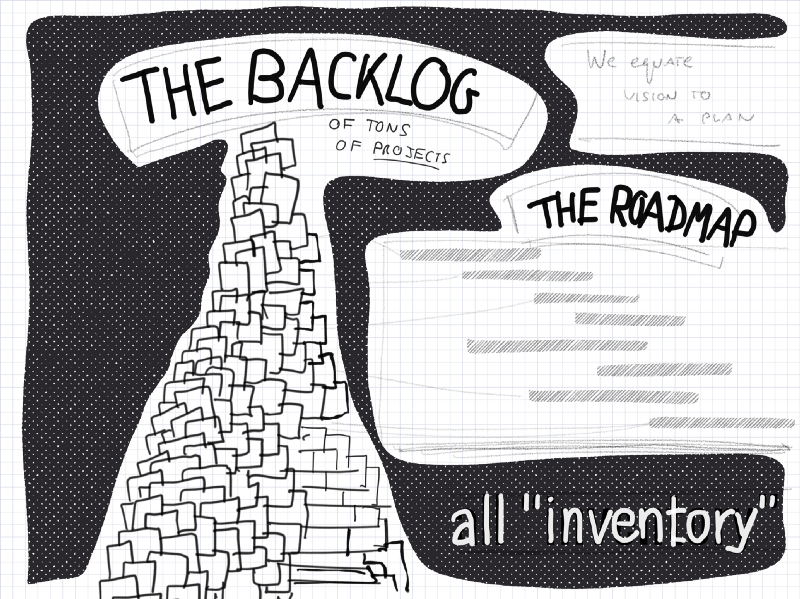 THE BACKLOG
OF TONS
OF PROJECTS
We equate
VISION TO
A PLAN
THE ROADMAP
all "inventory"